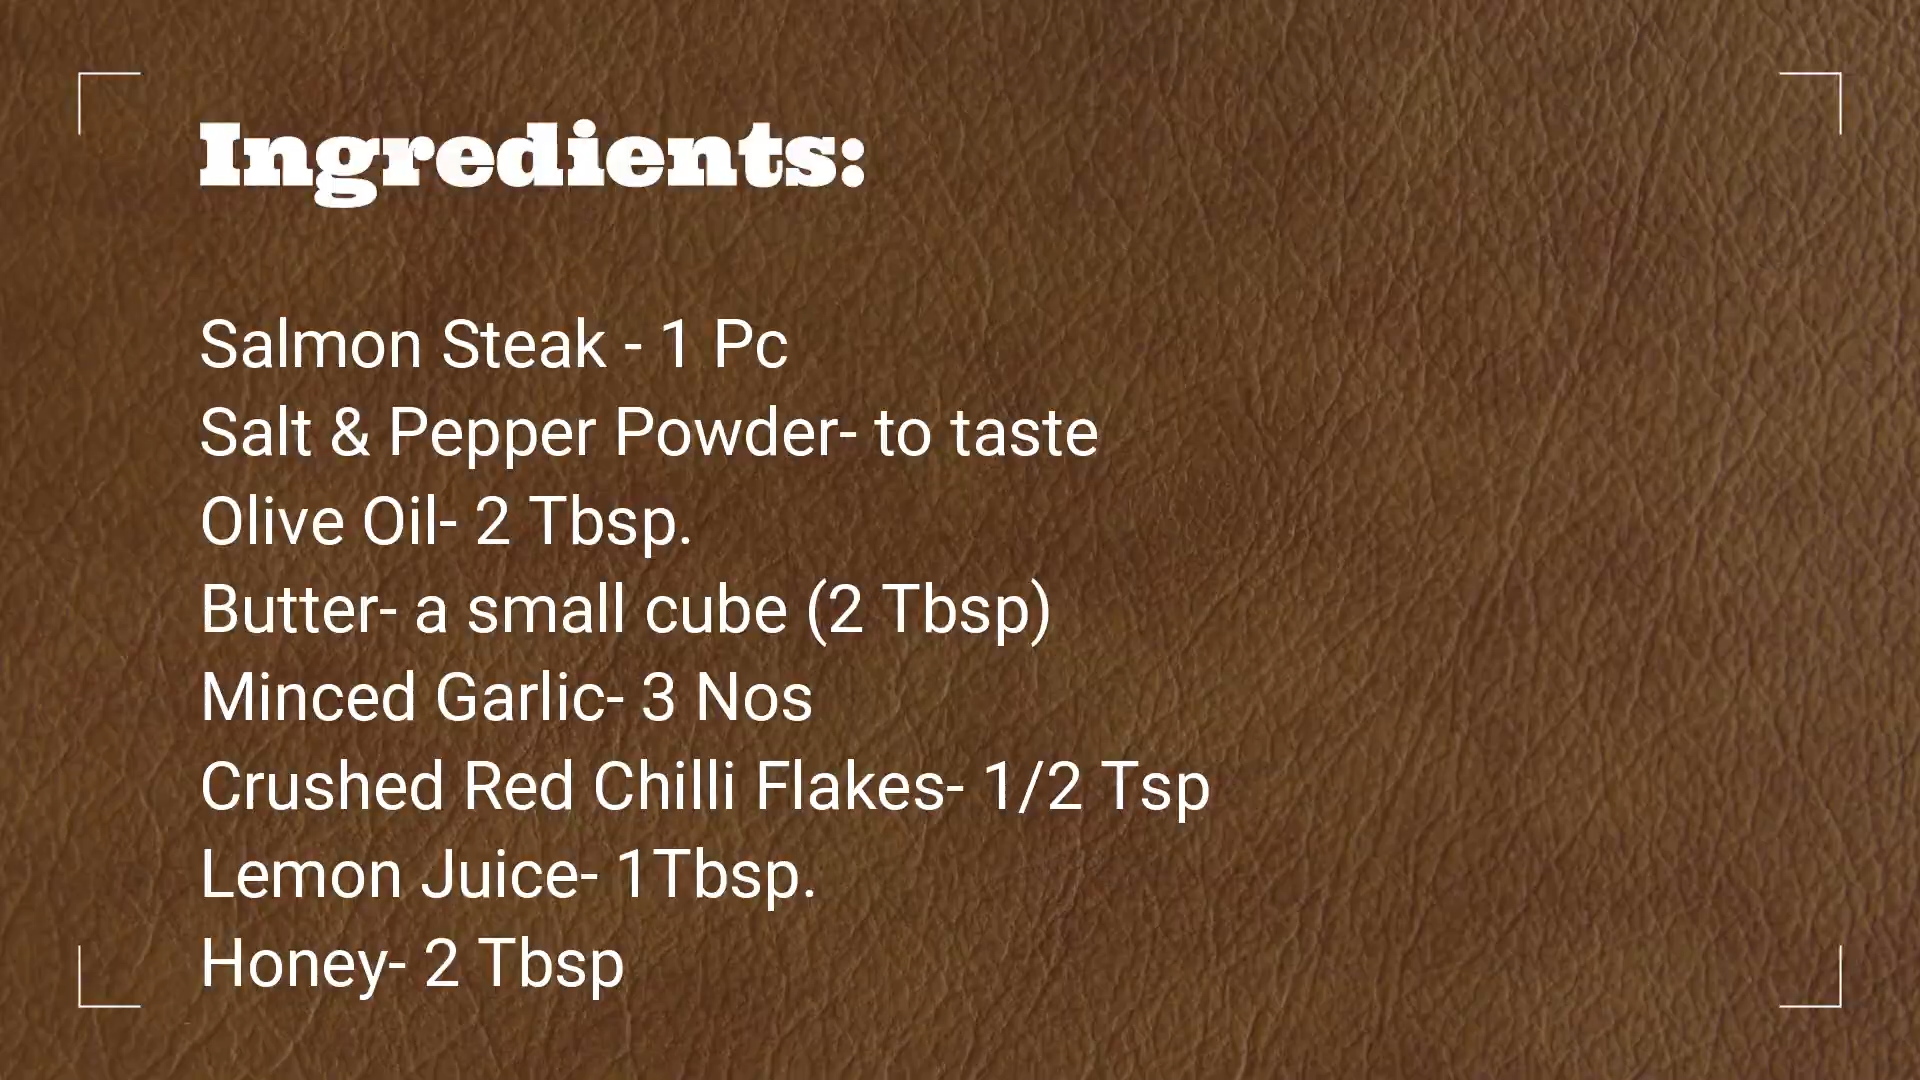 Ingredients:
Salmon Steak - 1 Pc
Salt & Pepper Powder- to taste
Olive Oil- 2 Tbsp.
Butter- a small cube (2 Tbsp)
Minced Garlic- 3 Nos
Crushed Red Chilli Flakes- 1/2 Tsp
Lemon Juice- 1Tbsp.
Honey- 2 Tbsp